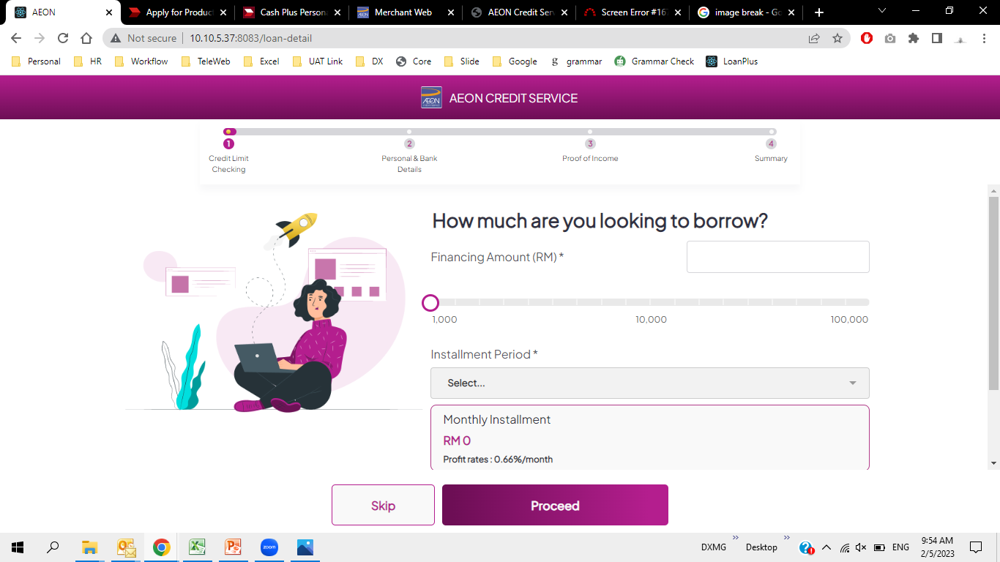 AEON
Apply for Product
Cash Plus Persona
Merchant Web
AEON Credit Serv
Screen Error #167
image break - Go
Not secure
10.10.5.37:8083/loan-detail
Personal
HR
Workflow
TeleWeb
Excel
UAT Link
DX
Core
Slide
Google
grammar
Grammar Check
LoanPlus
AEON
AEON CREDIT SERVICE
1
2
3
4
Credit Limit
Checking
Personal & Bank
Details
Proof of Income
Summary
How much are you looking to borrow?
Financing Amount (RM) *
1,000
10,000
100,000
Installment Period *
Select...
Monthly Installment
RM 0
Profit rates : 0.66%/month
Skip
Proceed
zoom
DXMG
Desktop
ENG
9:54 AM
2/5/2023